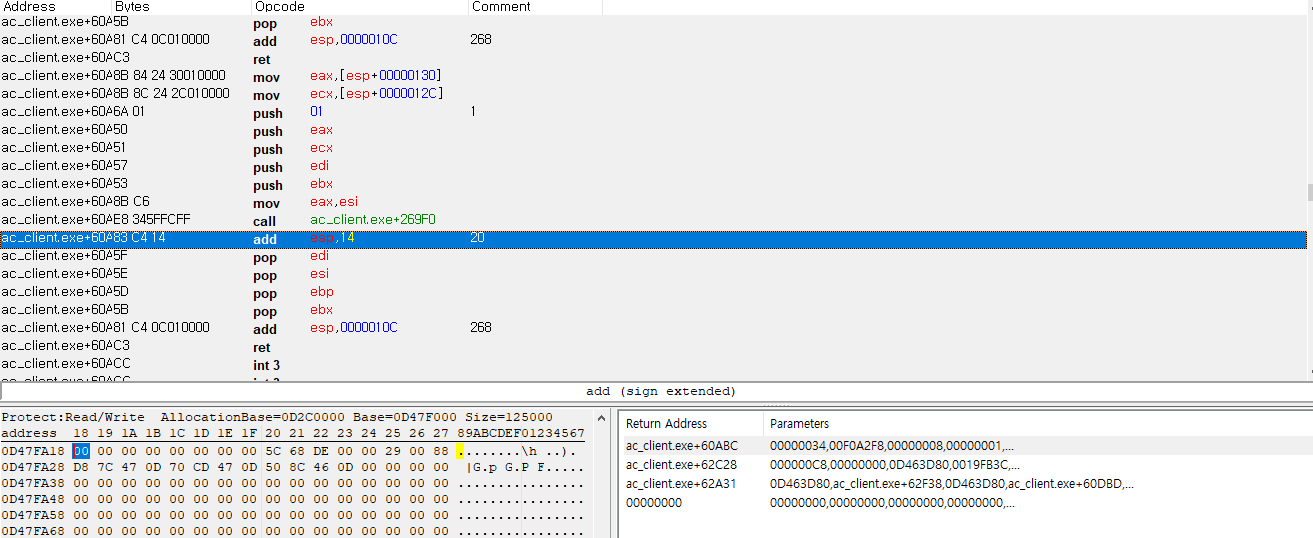 Address Bytes Opcode Comment
ac_client.exe+60A5B pop ebx
ac_client.exe+60A81 C4 0C010000 add esp,0000010C 268
ac_client.exe+60AC3 ret
ac_client.exe+60A8B 84 24 30010000 mov eax,[esp+00000130]
ac_client.exe+60A8B 8C 24 2C010000 mov ecx,[esp+0000012C]
ac_client.exe+60A6A 01 push 01 1
ac_client.exe+60A50 push eax
ac_client.exe+60A51 push ecx
ac_client.exe+60A57 push edi
ac_client.exe+60A53 push ebx
ac_client.exe+60A8B C6 mov eax,esi
ac_client.exe+60AE8 345FFCFF call ac_client.exe+269F0
ac_client.exe+60A83 C4 14 add esp,14 20
ac_client.exe+60A5F pop edi
ac_client.exe+60A5E pop esi
ac_client.exe+60A5D pop ebp
ac_client.exe+60A5B pop ebx
ac_client.exe+60A81 C4 0C010000 add esp,0000010C 268
ac_client.exe+60AC3 ret
ac_client.exe+60ACC int 3
add (sign extended)
Protect:Read/Write AllocationBase=0D2C0000 Base=0D47F000 Size=125000
address 18 19 1A 1B 1C 1D 1E 1F 20 21 22 23 24 25 26 27 89ABCDEF01234567
0D47FA18 00 00 00 00 00 00 00 00 5C 68 DE 00 00 29 00 88 ........\h ..).
0D47FA28 D8 7C 47 0D 70 CD 47 0D 50 8C 46 0D 00 00 00 00 |G.p G.P F.....
0D47FA38 00 00 00 00 00 00 00 00 00 00 00 00 00 00 00 00 ................
0D47FA48 00 00 00 00 00 00 00 00 00 00 00 00 00 00 00 00 ................
0D47FA58 00 00 00 00 00 00 00 00 00 00 00 00 00 00 00 00 ................
0D47FA68 00 00 00 00 00 00 00 00 00 00 00 00 00 00 00 00 ................
Return Address Parameters
ac_client.exe+60ABC 00000034,00F0A2F8,00000008,00000001,...
ac_client.exe+62C28 000000C8,00000000,0D463D80,0019FB3C,...
ac_client.exe+62A31 0D463D80,ac_client.exe+62F38,0D463D80,ac_client.exe+60DBD,...
00000000 00000000,00000000,00000000,00000000,...